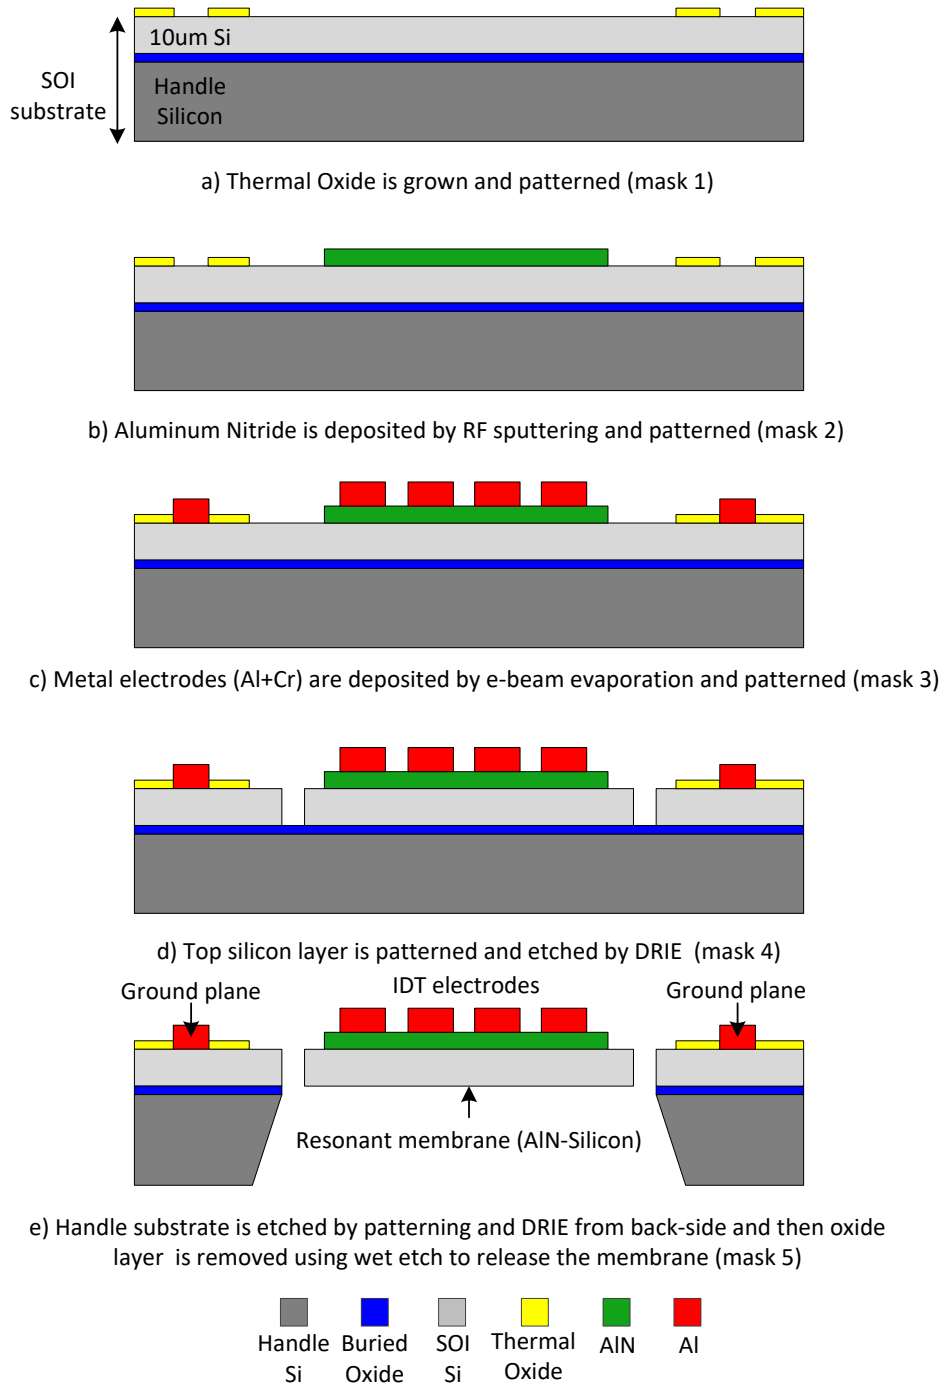 10um Si
SOI
substrate
Handle
Silicon
a) Thermal Oxide is grown and patterned (mask 1)
b) Aluminum Nitride is deposited by RF sputtering and patterned (mask 2)
c) Metal electrodes (Al+Cr) are deposited by e-beam evaporation and patterned (mask 3)
d) Top silicon layer is patterned and etched by DRIE (mask 4)
Ground plane
IDT electrodes
Ground plane
Resonant membrane (AlN-Silicon)
e) Handle substrate is etched by patterning and DRIE from back-side and then oxide
layer is removed using wet etch to release the membrane (mask 5)
Handle
Si
Buried
Oxide
SOI
Si
Thermal
Oxide
AlN
Al